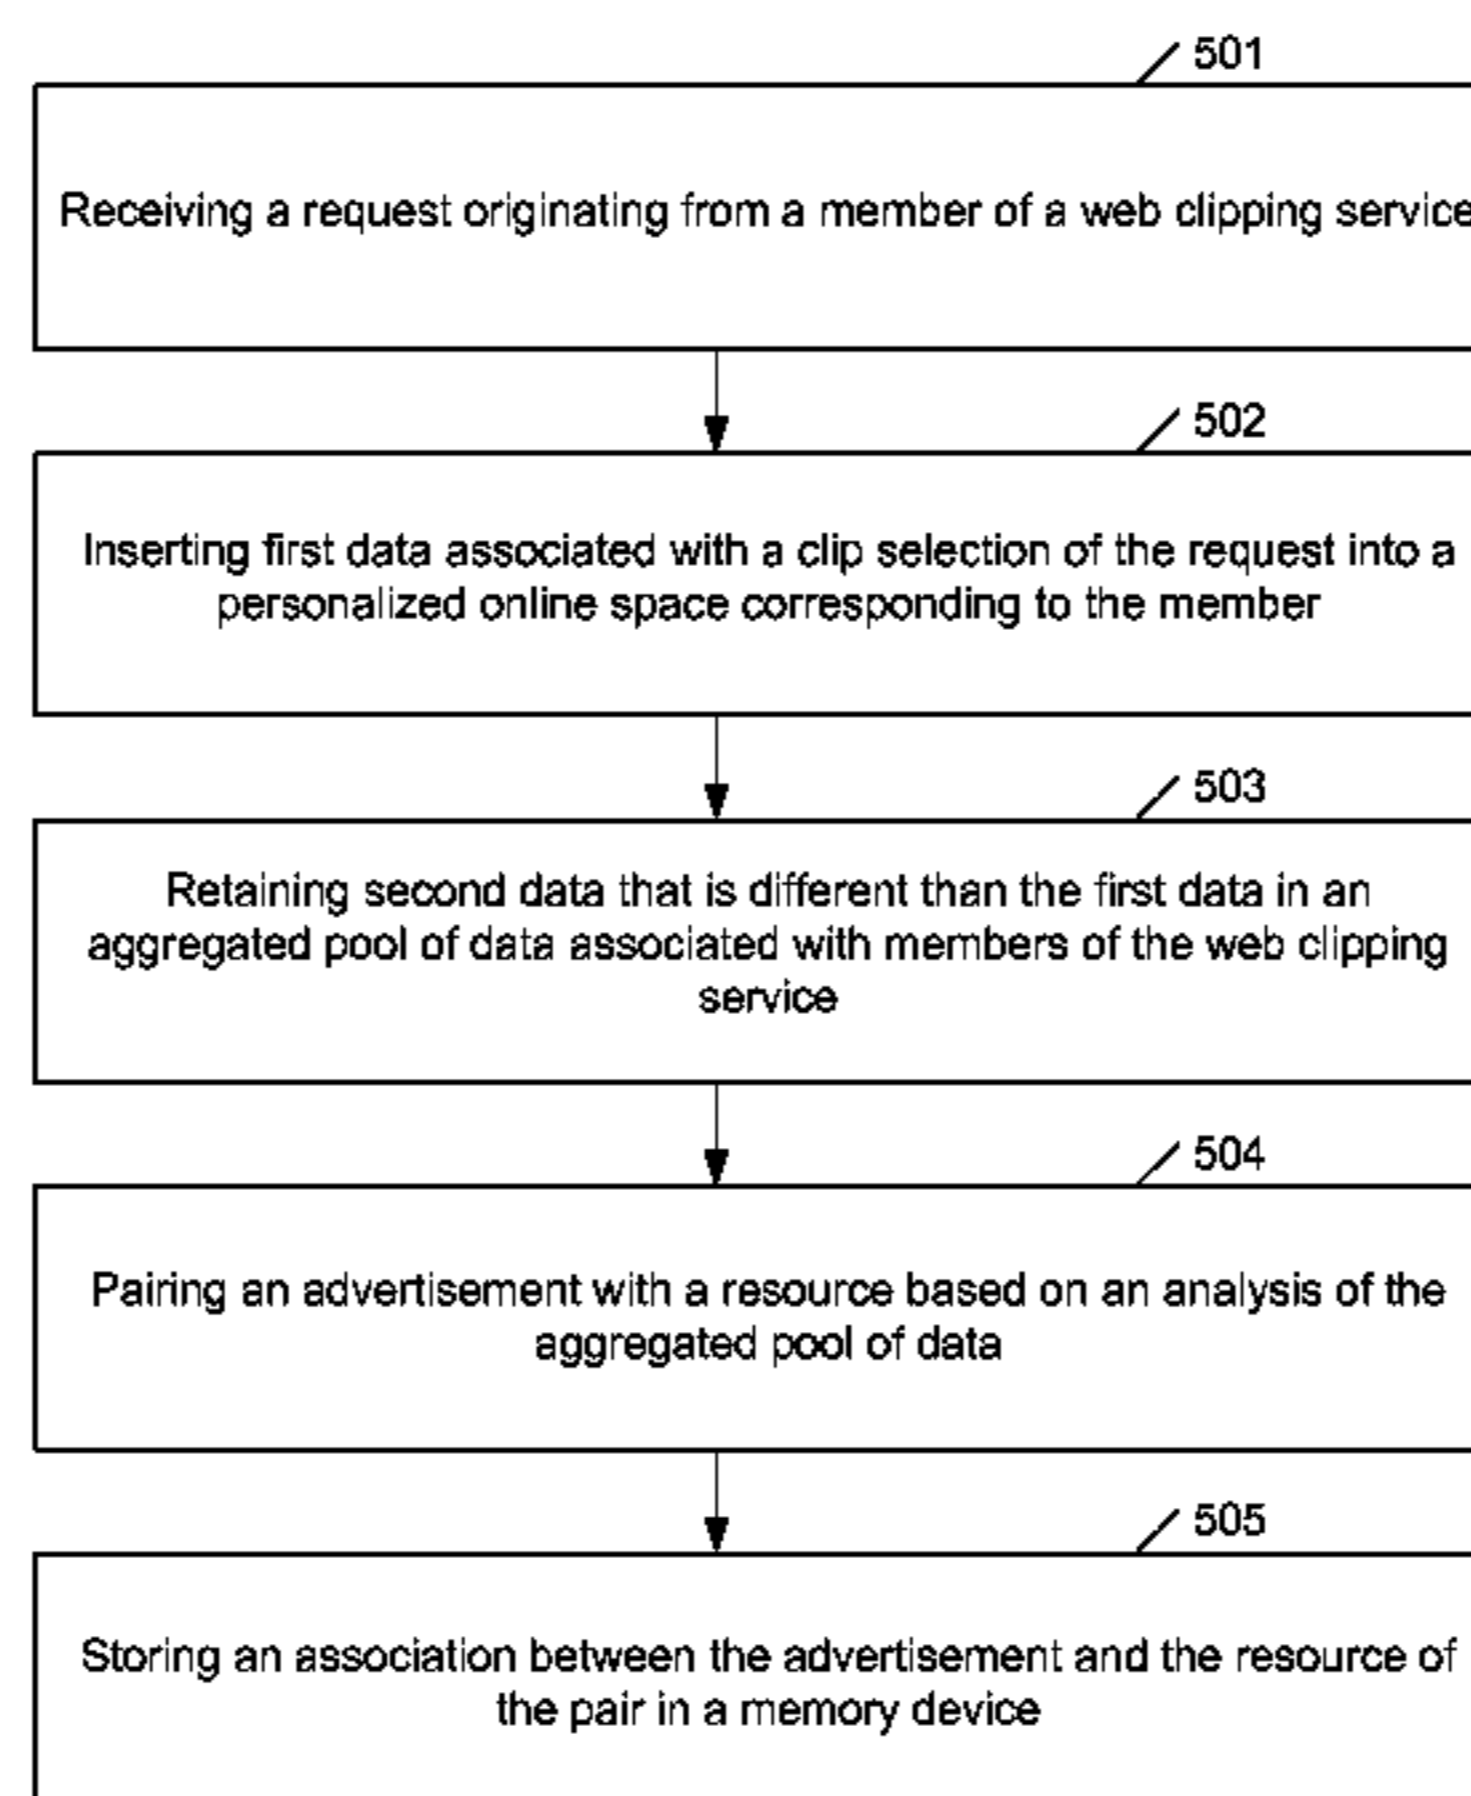 501
Receiving a request originating from a member of a web clipping service
502
Inserting first data associated with a clip selection of the request into a
personalized online space corresponding to the member
503
Retaining second data that is different than the first data in an
aggregated pool of data associated with members of the web clipping
service
504
Pairing an advertisement with a resource based on an analysis of the
aggregated pool of data
505
Storing an association between the advertisement and the resource of
the pair in a memory device